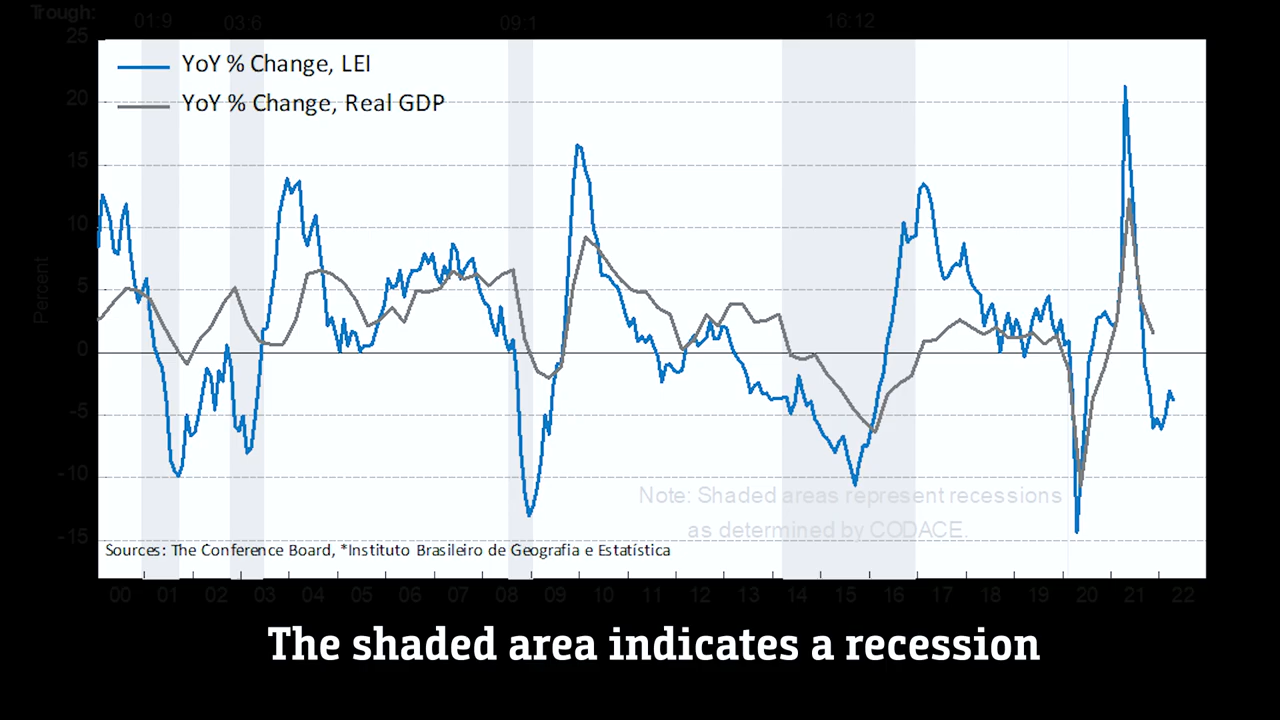 Trough:
01:9 03:6 09:1 16:12
25
YoY % Change, LEI
20
YoY % Change, Real GDP
15
10
Percent
5
0
-5
-10
Note: Shaded areas represent recessions
as determined by CODACE.
-15
Sources: The Conference Board, *Instituto Brasileiro de Geografia e Estatística
00 01 02 03 04 05 06 07 08 09 10 11 12 13 14 15 16 17 18 19 20 21 22
The shaded area indicates a recession